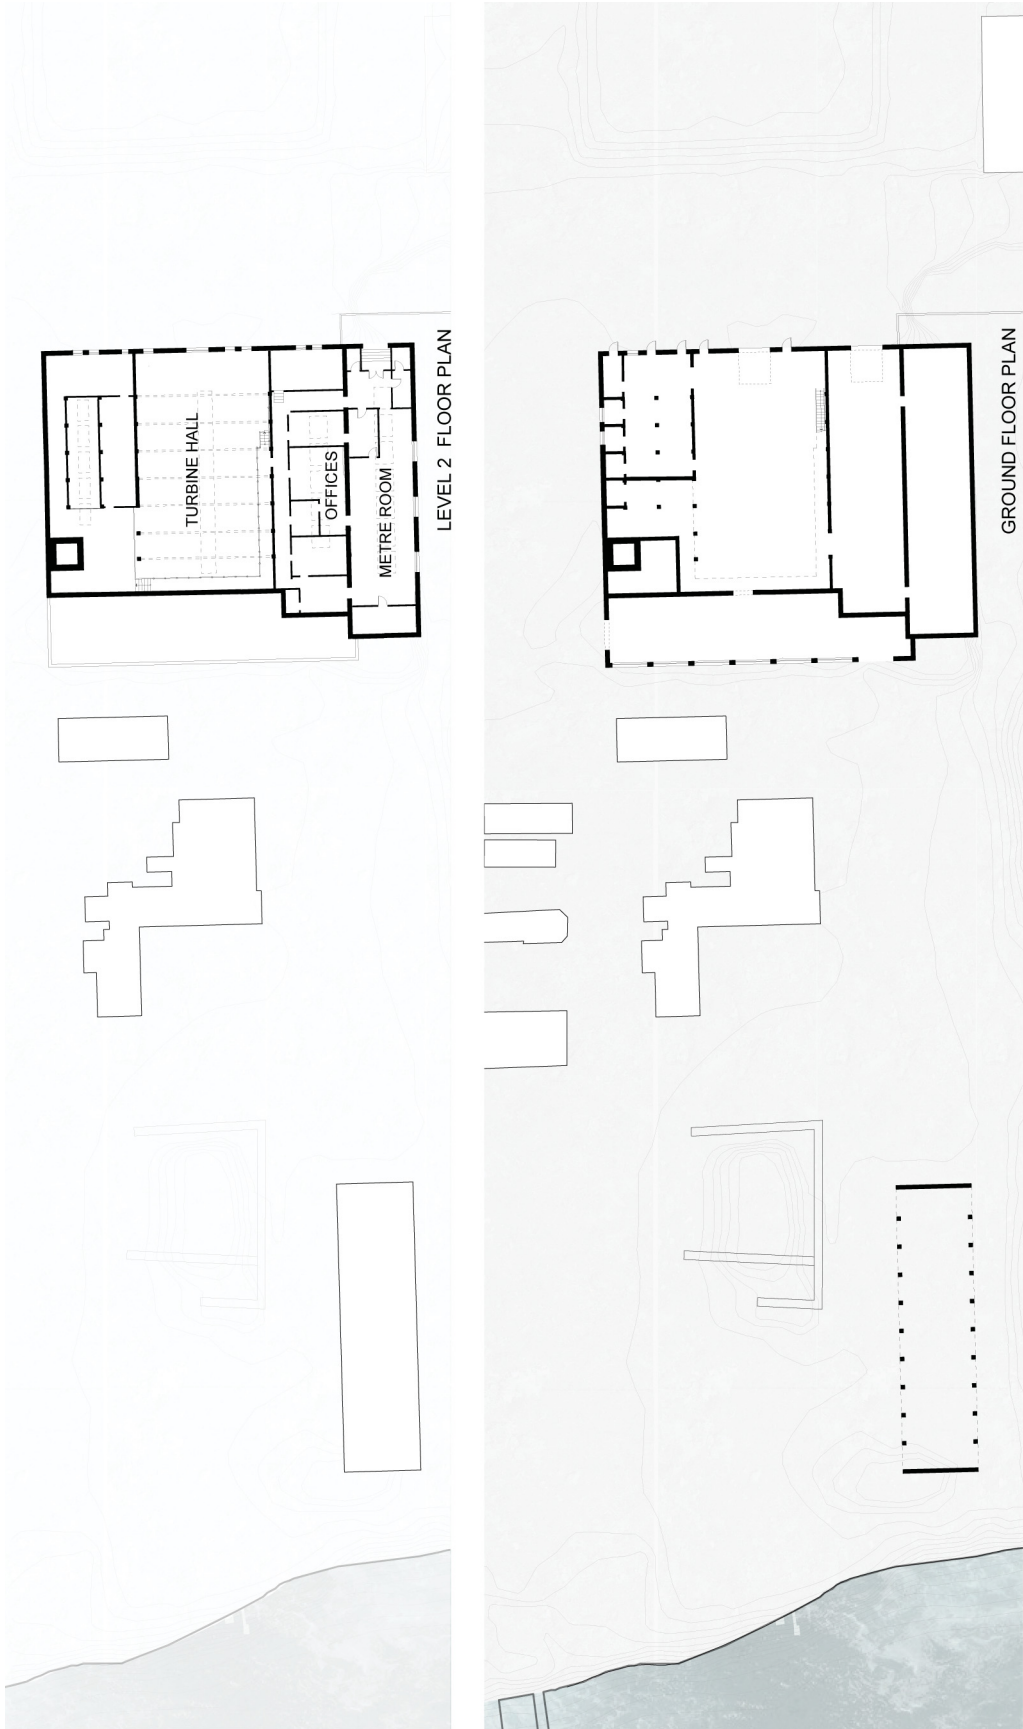 TURBINE HALL
OFFICES
METRE ROOM
LEVEL 2 FLOOR PLAN
GROUND FLOOR PLAN